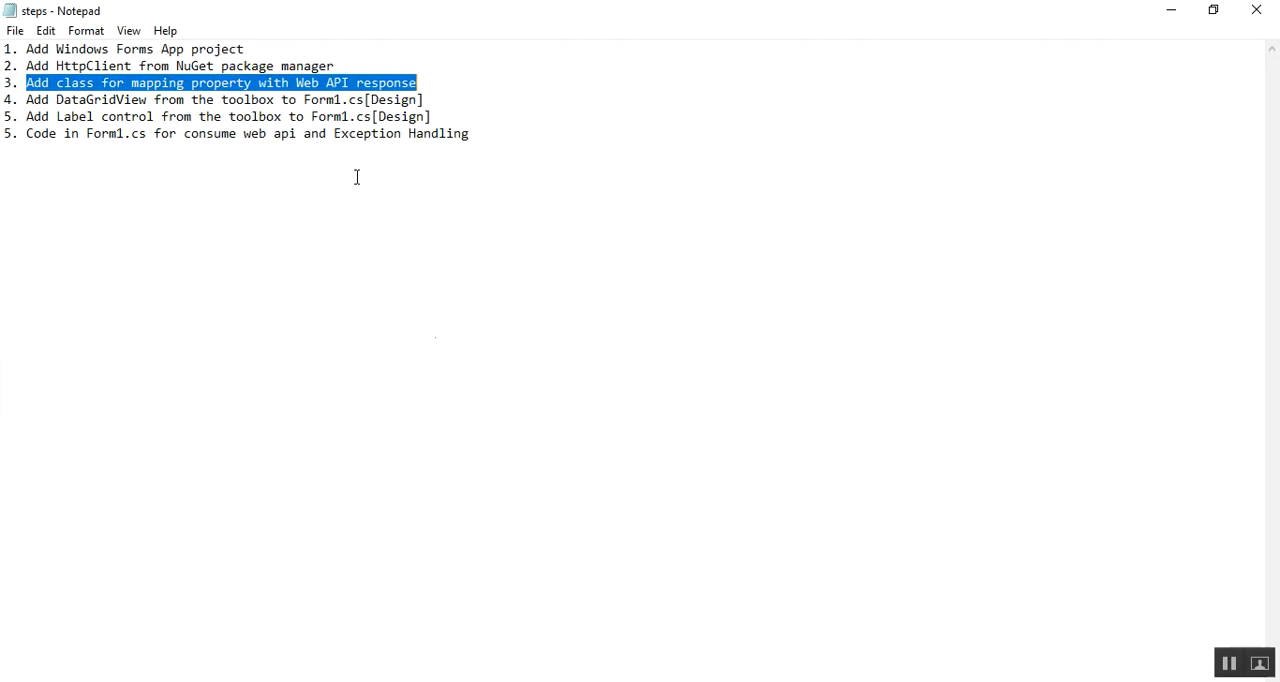 steps - Notepad
File Edit Format View Help
1. Add Windows Forms App project
2. Add HttpClient from NuGet package manager
3. Add class for mapping property with Web API response
4. Add DataGridView from the toolbox to Form1.cs[Design]
5. Add Label control from the toolbox to Form1.cs[Design]
5. Code in Form1.cs for consume web api and Exception Handling